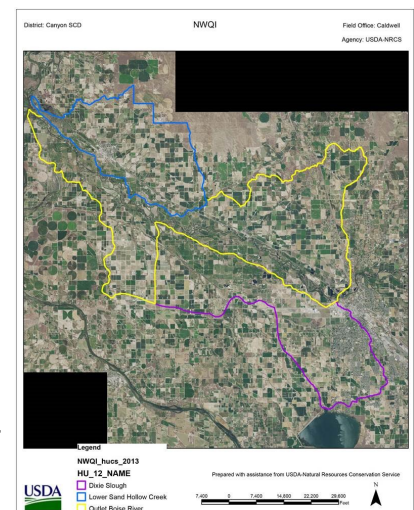 District: Canyon SCD
NWQI
Field Office: Caldwell
Agency: USDA-NRCS
Legend
NWQI_hucs_2013
HU_12_NAME
Dixie Slough
Lower Sand Hollow Creek
Outlet Boise River
USDA
Prepared with assistance from USDA-Natural Resources Conservation Service
7,400 0 7,400 14,800 22,200 29,600
Feet
N